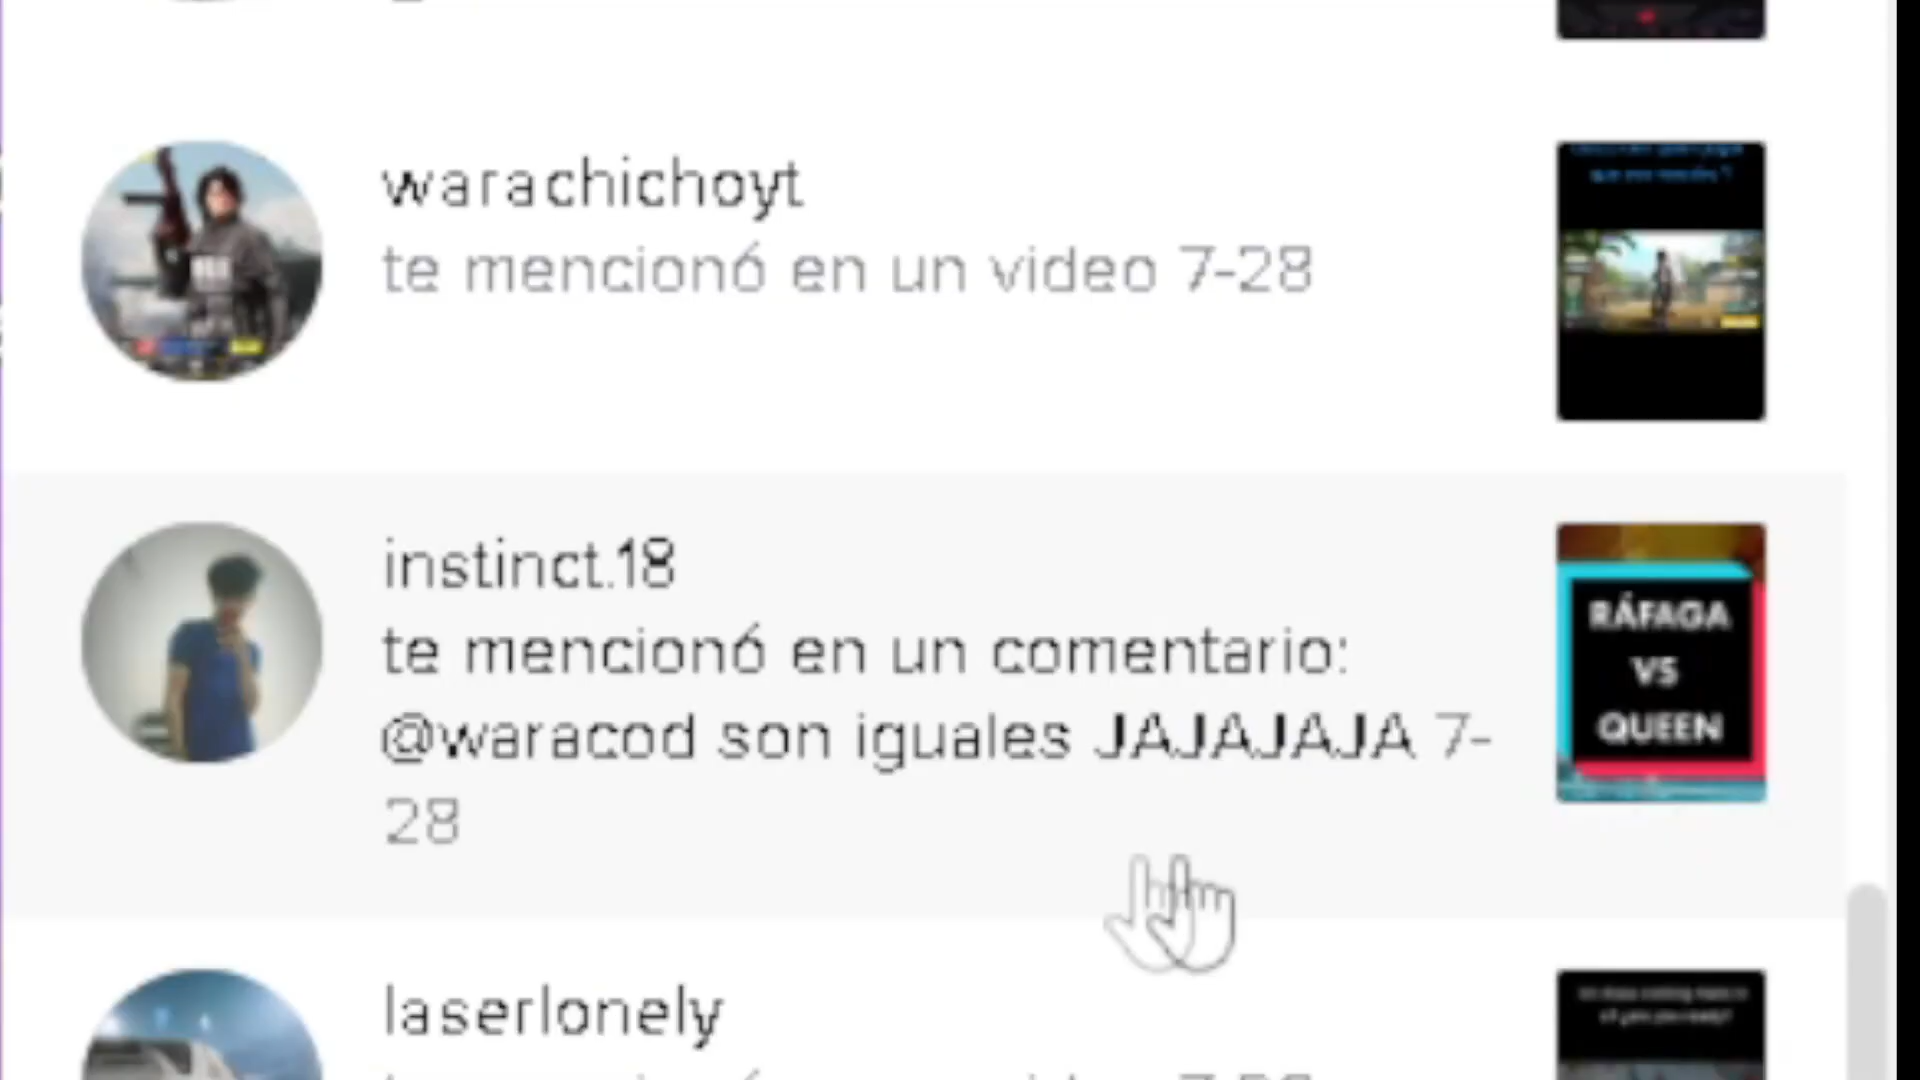 warachichoyt
te mencionó en un video 7-28
instinct.18
te mencionó en un comentario:
@waracod son iguales JAJAJAJA 7-
28
RÁFAGA
VS
QUEEN
laserlonely